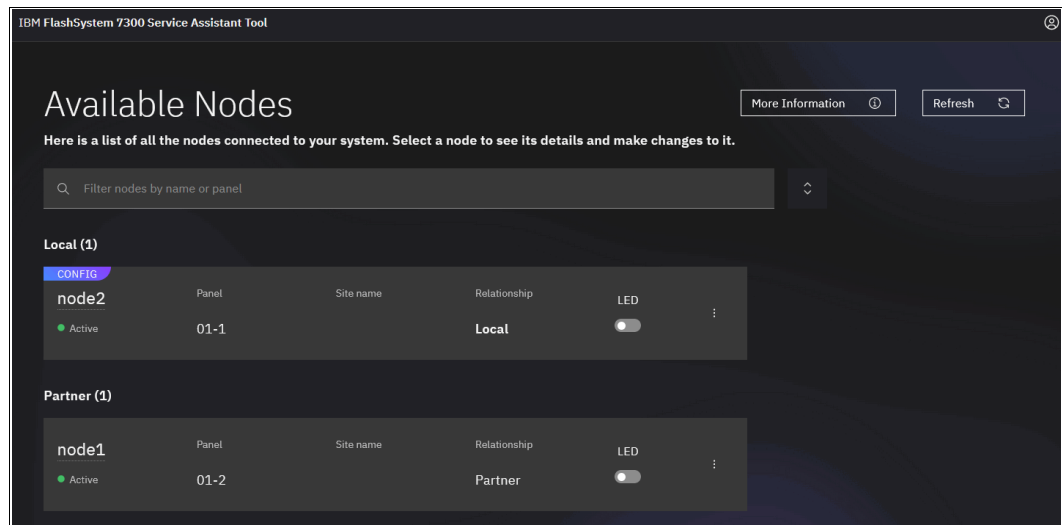 IBM FlashSystem 7300 Service Assistant Tool
Available Nodes
More Information
Refresh
Here is a list of all the nodes connected to your system. Select a node to see its details and make changes to it.
Filter nodes by name or panel
Local (1)
CONFIG
node2 Panel Site name Relationship LED
Active 01-1 Local
Partner (1)
node1 Panel Site name Relationship LED
Active 01-2 Partner